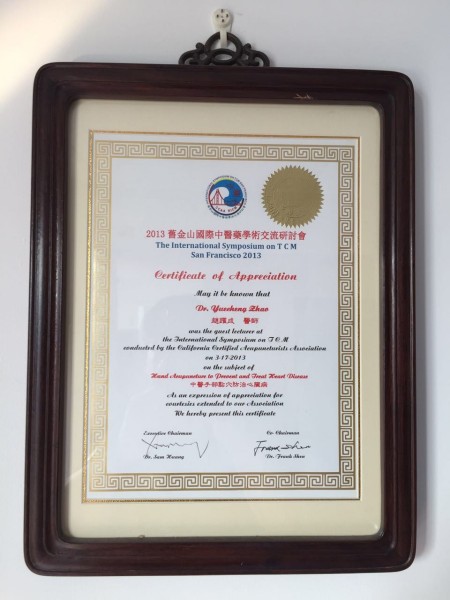 2013 舊金山國際中醫藥學術交流研討會
The International Symposium on T C M
San Francisco 2013
Certificate of Appreciation
May it be known that
Dr. Yuecheng Zhao
趙躍成 醫師
was the guest lecturer at
the International Symposium on T C M
conducted by the California Certified Acupuncturists Association
on 3-17-2013
on the subject of
Hand Acupuncture to Prevent and Treat Heart Disease
中醫手部動穴防治心臟病
As an expression of appreciation for
courtesies extended to our Association
We hereby present this certificate
Executive Chairman Co-Chairman
Frank Shen
Dr. Sam Huang Dr. Frank Shen